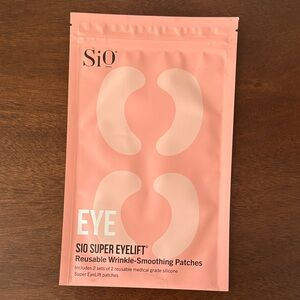 SiO
EYE
SIO SUPER EYELIFT®
Reusable Wrinkle-Smoothing Patches
Includes 2 sets of 2 reusable medical grade silicone
Super EyeLift patches